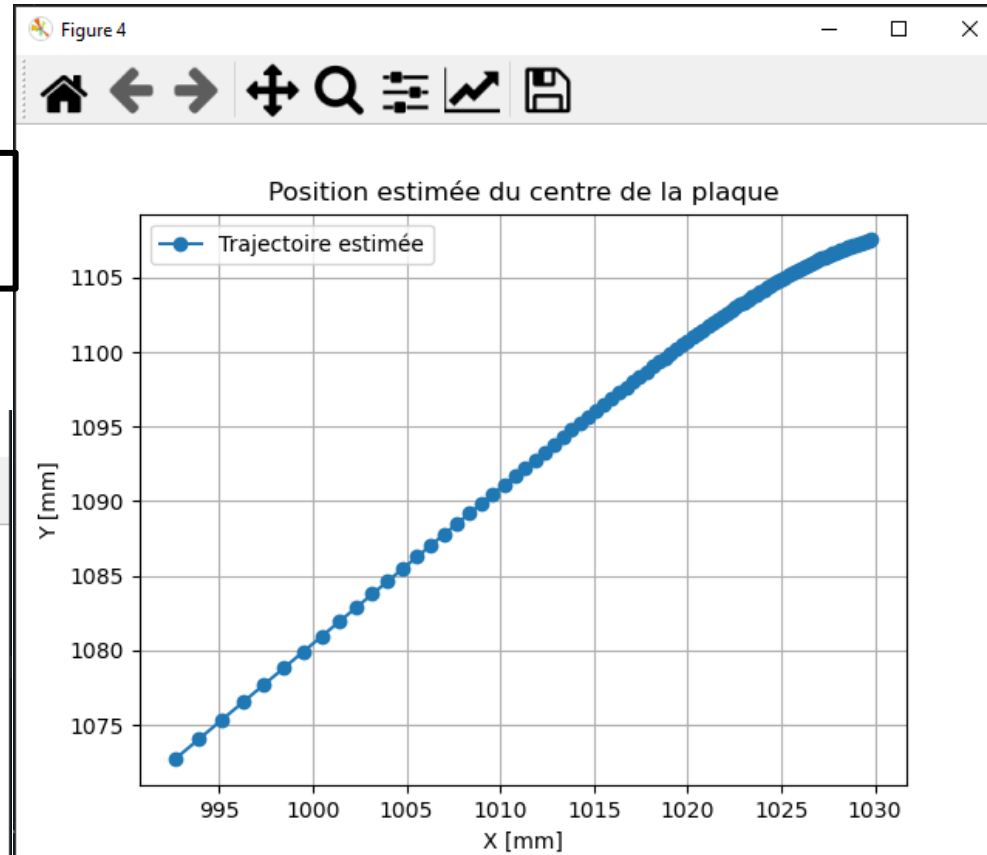 Figure 4
Position estimée du centre de la plaque
Trajectoire estimée
1105
1100
1095
1090
1085
1080
1075
Y [mm]
995 1000 1005 1010 1015 1020 1025 1030
X [mm]